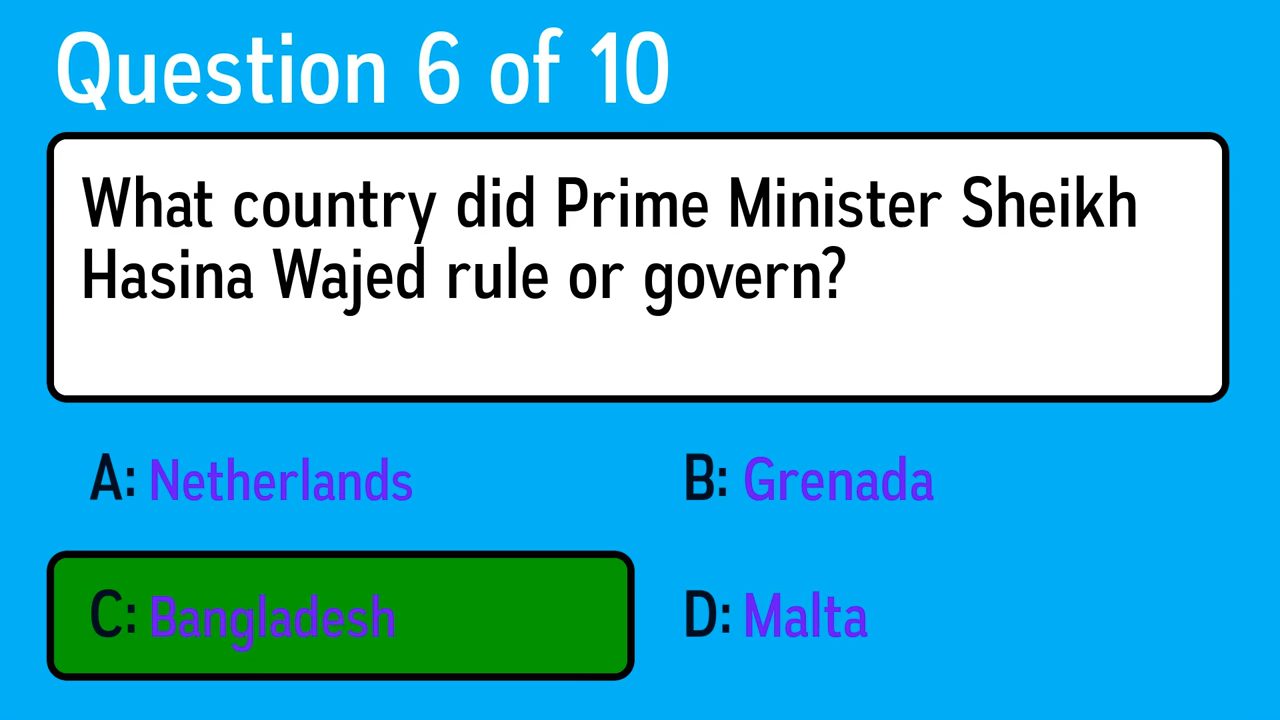 Question 6 of 10
What country did Prime Minister Sheikh
Hasina Wajed rule or govern?
A: Netherlands
B: Grenada
C: Bangladesh
D: Malta